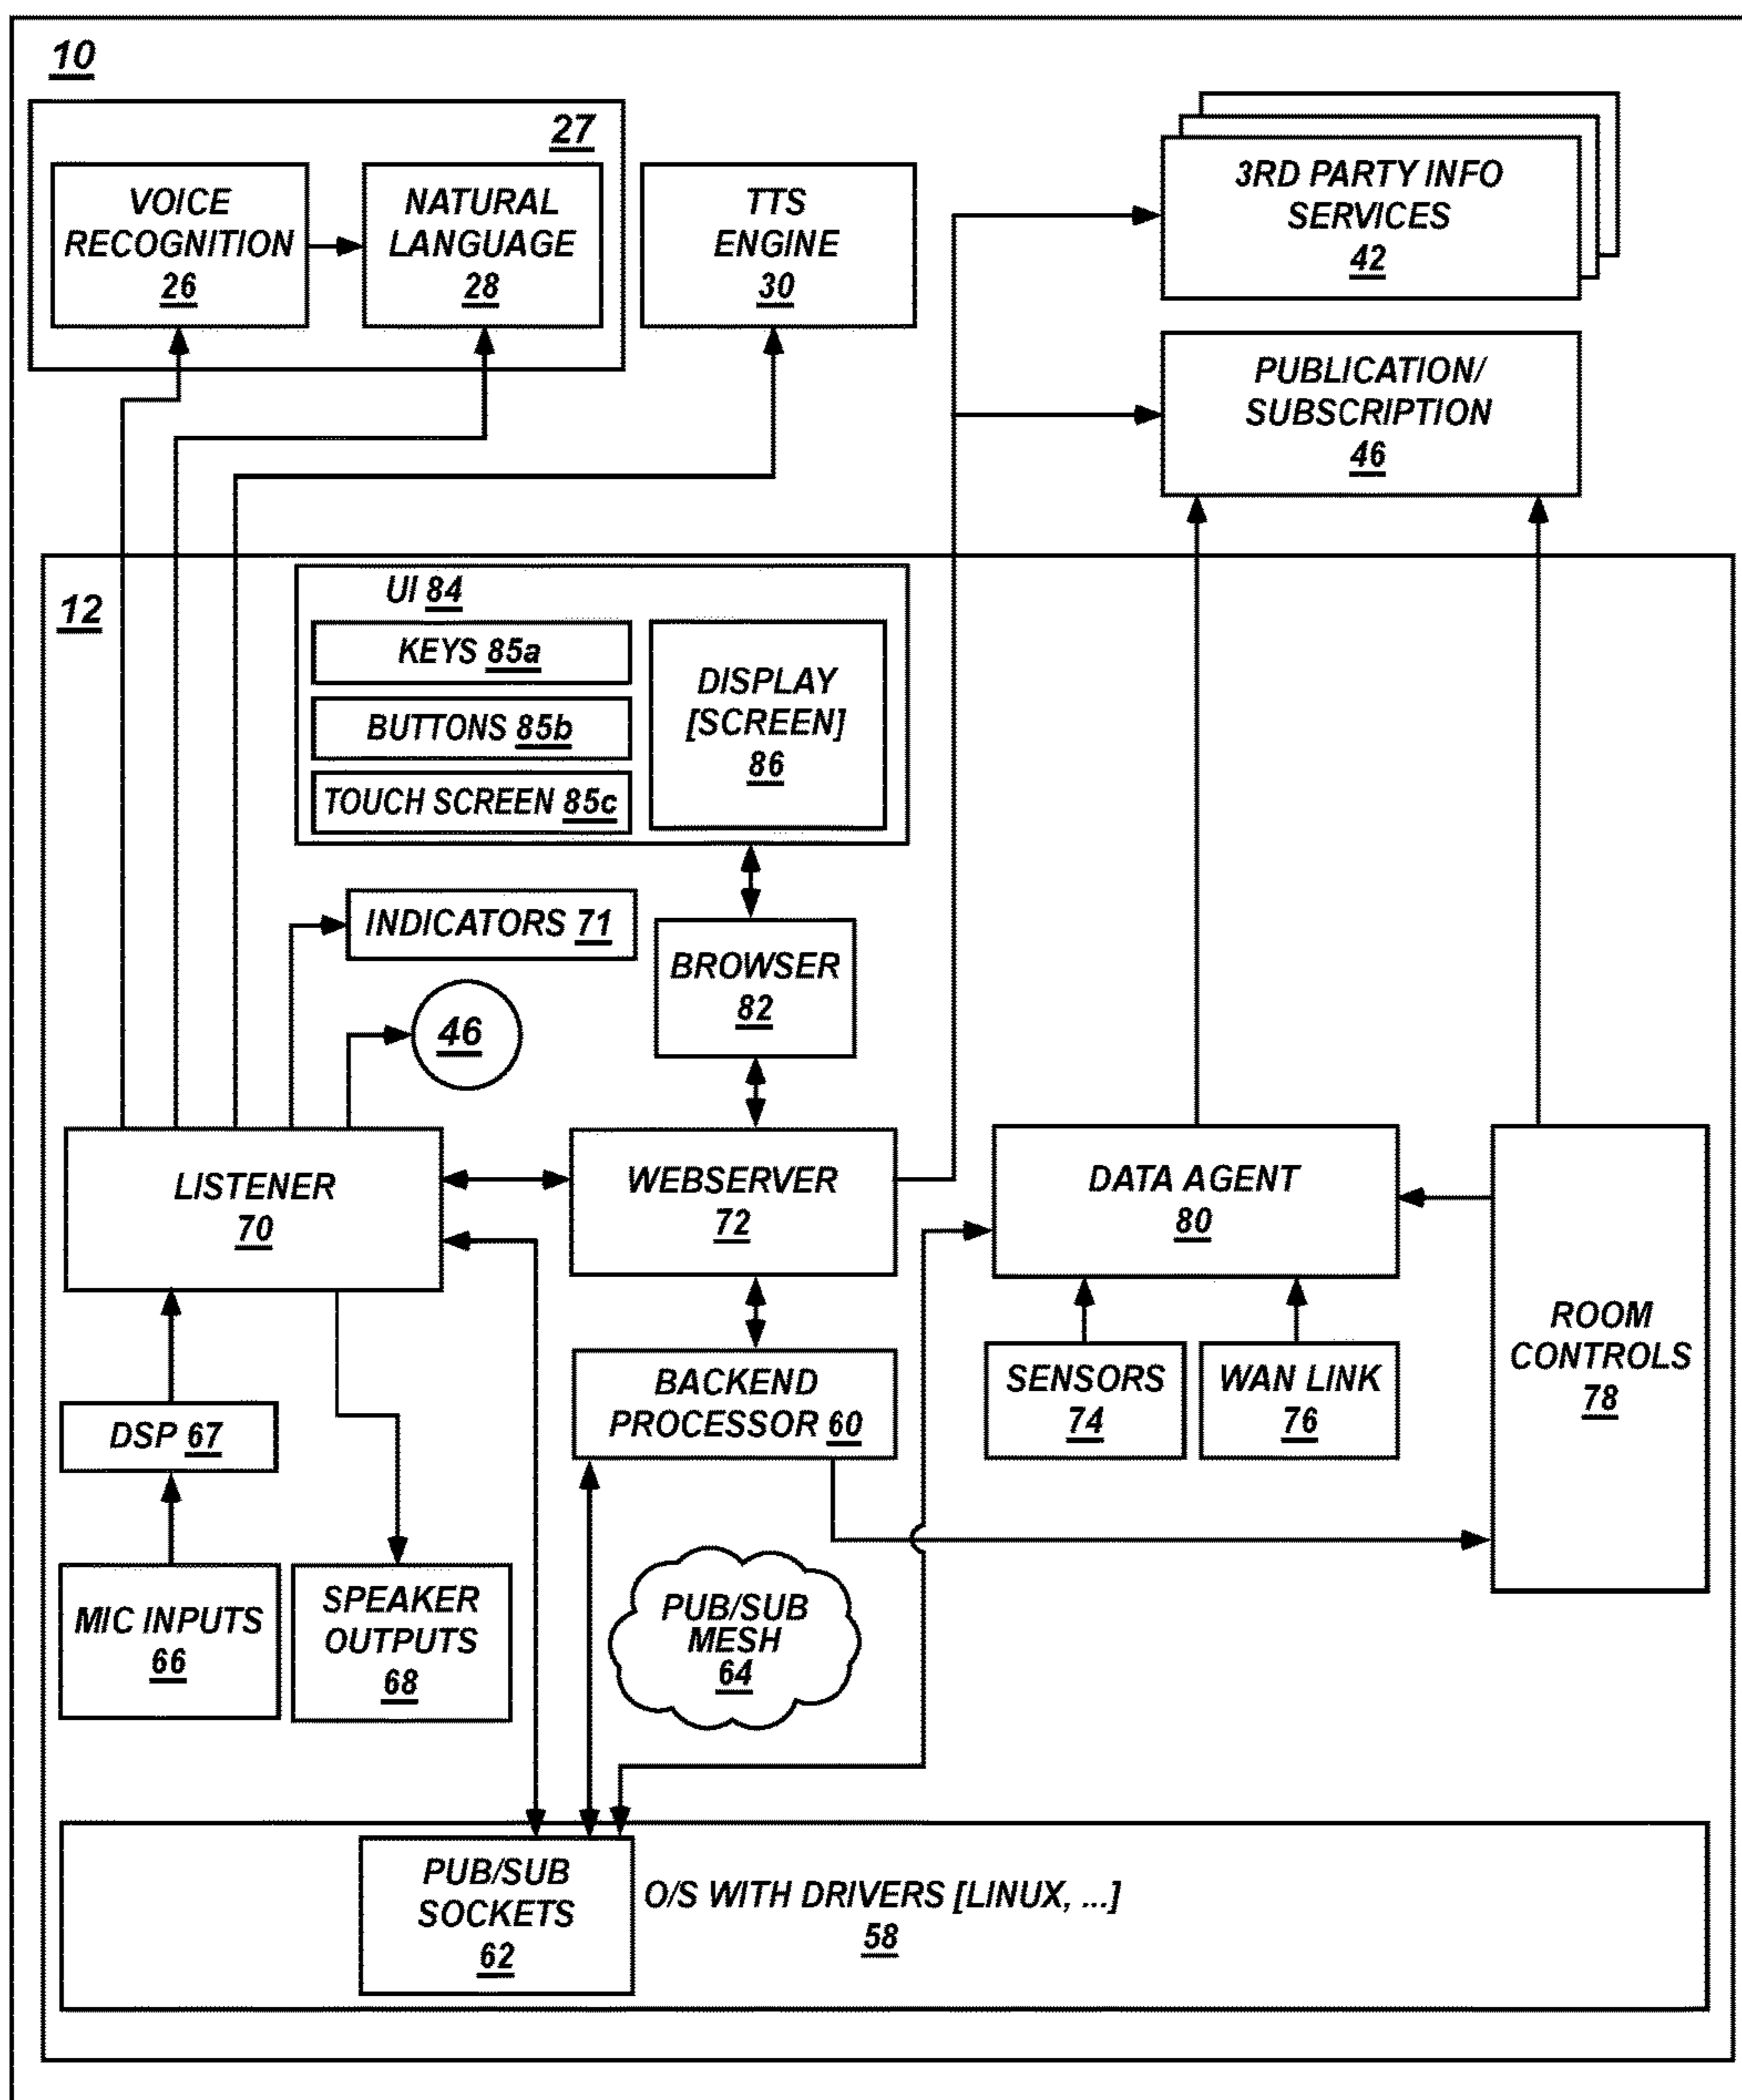 10
27
VOICE
RECOGNITION
26
NATURAL
LANGUAGE
28
TTS
ENGINE
30
3RD PARTY INFO
SERVICES
42
PUBLICATION/
SUBSCRIPTION
46
12
UI 84
KEYS 85a
BUTTONS 85b
TOUCH SCREEN 85c
DISPLAY
[SCREEN]
86
INDICATORS 71
BROWSER
82
46
LISTENER
70
WEBSERVER
72
DATA AGENT
80
ROOM
CONTROLS
78
BACKEND
PROCESSOR 60
SENSORS
74
WAN LINK
76
DSP 67
MIC INPUTS
66
SPEAKER
OUTPUTS
68
PUB/SUB
MESH
64
PUB/SUB
SOCKETS
62
O/S WITH DRIVERS [LINUX, ...]
58